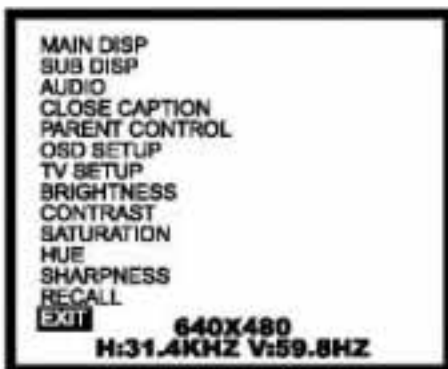 MAIN DISP
SUB DISP
AUDIO
CLOSE CAPTION
PARENT CONTROL
OSD SETUP
TV SETUP
BRIGHTNESS
CONTRAST
SATURATION
HUE
SHARPNESS
RECALL
EXIT
640X480
H:31.4KHZ V:59.8HZ